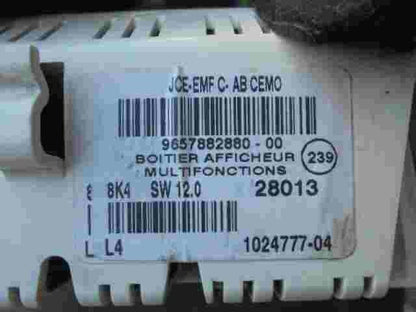 JCE-EMF C- AB CEMO
9657882880-00
BOITIER AFFICHEUR
MULTIFONCTIONS
239
8K4 SW 12.0 28013
L L4 1024777-04